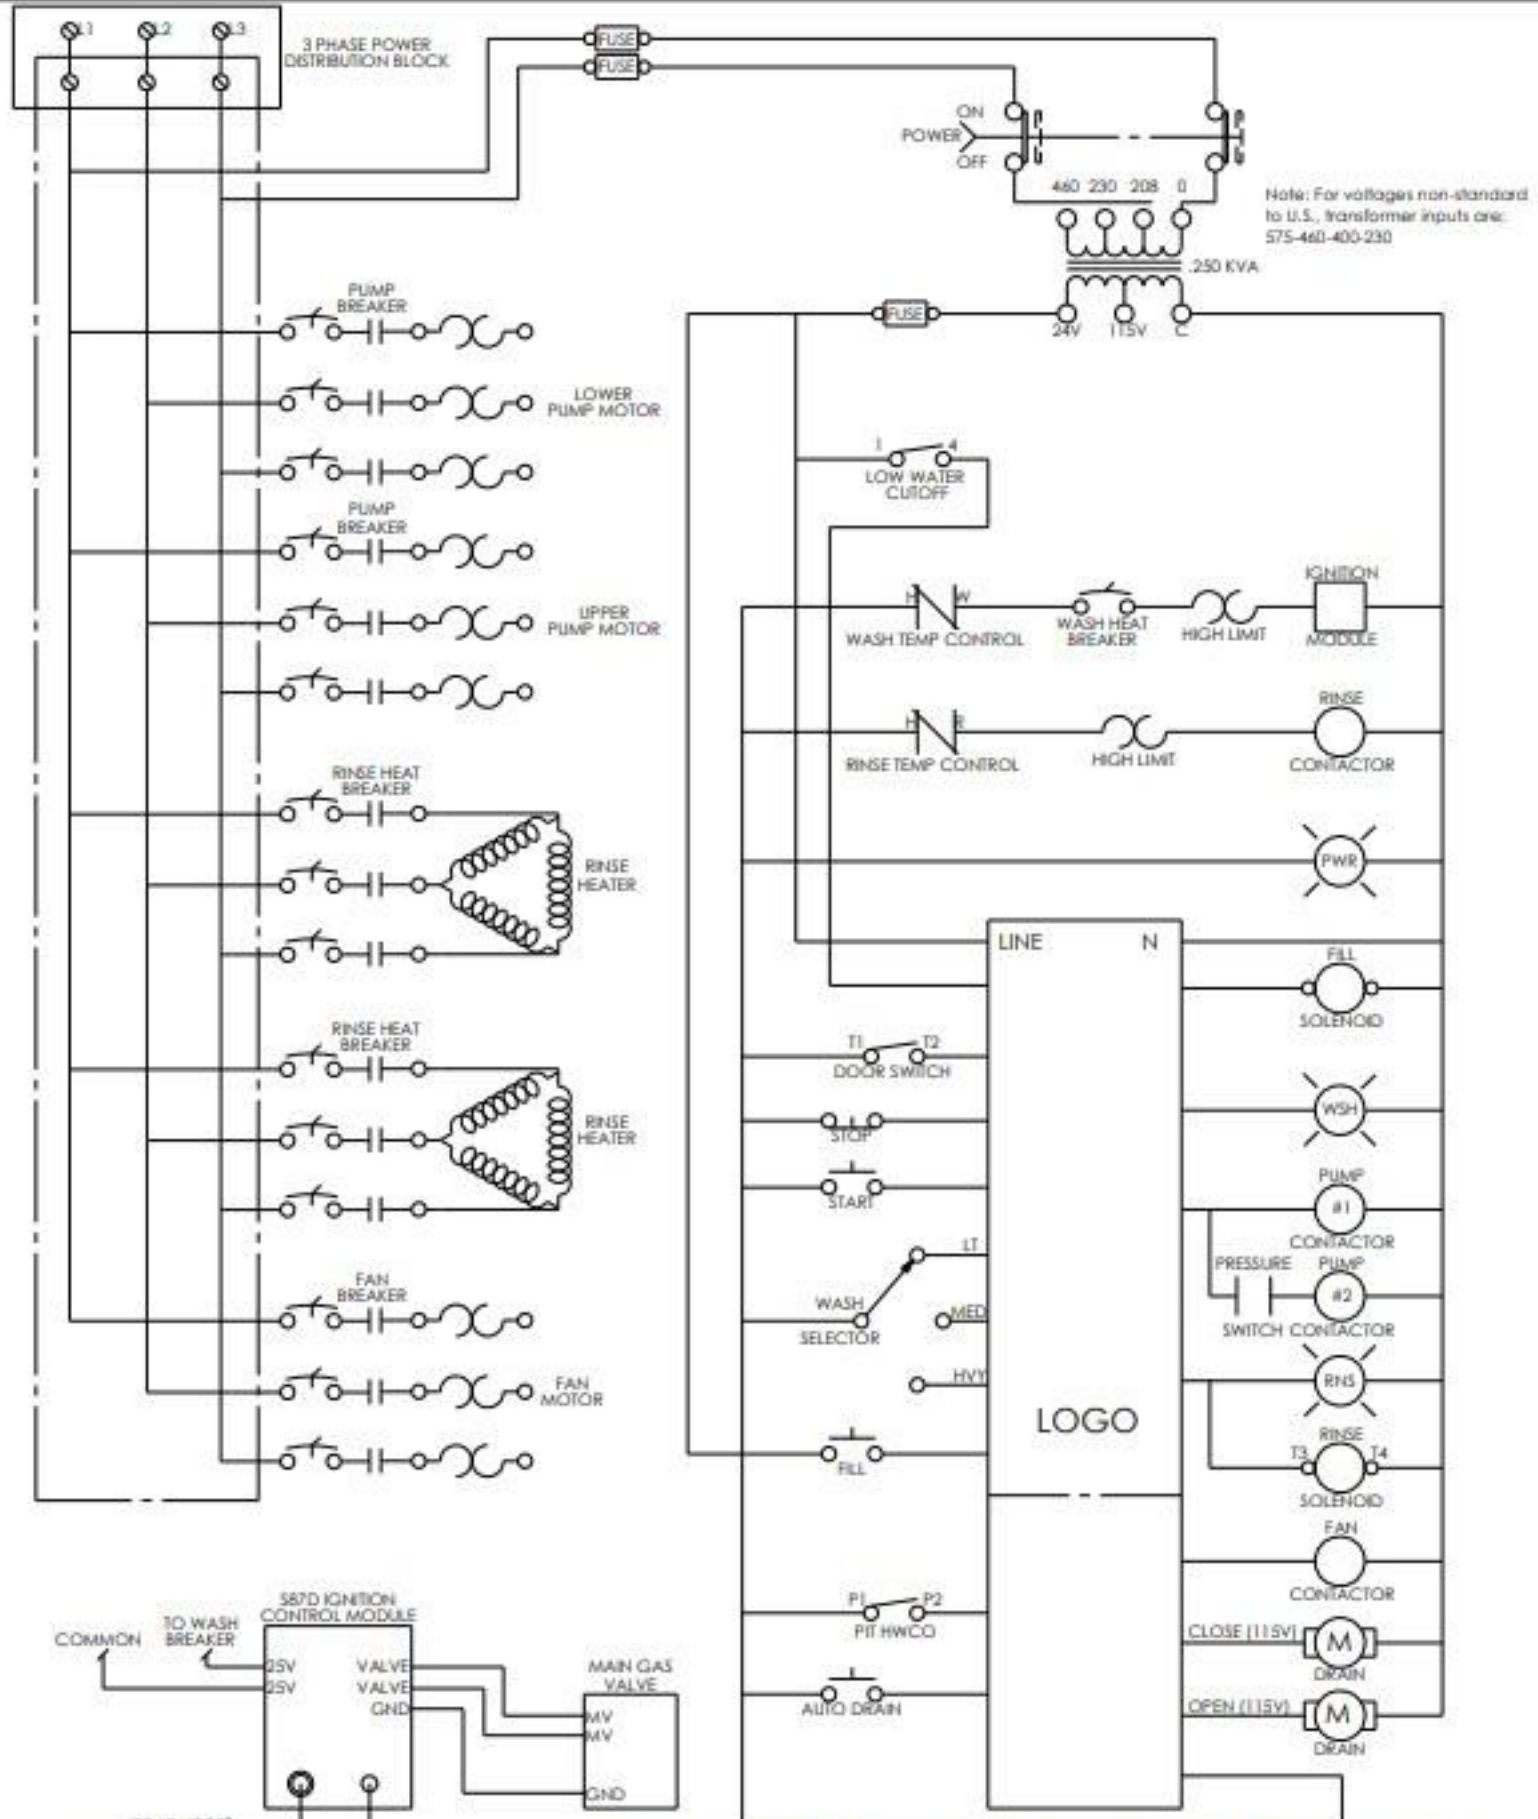 L1
L2
L3
3 PHASE POWER
DISTRIBUTION BLOCK
FUSE
FUSE
ON
POWER
OFF
460 230 208 0
Note: For voltages non-standard
to U.S., transformer inputs are:
575-460-400-230
.250 KVA
FUSE
24V
115V
C
PUMP
BREAKER
LOWER
PUMP MOTOR
1
4
LOW WATER
CUTOFF
PUMP
BREAKER
UPPER
PUMP MOTOR
H
W
WASH TEMP CONTROL
WASH HEAT
BREAKER
HIGH LIMIT
IGNITION
MODULE
H
R
RINSE TEMP CONTROL
HIGH LIMIT
RINSE
CONTACTOR
RINSE HEAT
BREAKER
RINSE
HEATER
PWR
LINE
N
FILL
SOLENOID
RINSE HEAT
BREAKER
RINSE
HEATER
T1
T2
DOOR SWITCH
STOP
START
WSH
PUMP
#1
CONTACTOR
LT
WASH
SELECTOR
MED
HVY
PRESSURE
SWITCH
PUMP
#2
CONTACTOR
FAN
BREAKER
FAN
MOTOR
RNS
LOGO
FILL
RINSE
T3
T4
SOLENOID
FAN
CONTACTOR
P1
P2
PIT HWCO
CLOSE (115V)
M
DRAIN
AUTO DRAIN
OPEN (115V)
M
DRAIN
S87D IGNITION
CONTROL MODULE
COMMON
TO WASH
BREAKER
25V
25V
VALVE
VALVE
GND
MAIN GAS
VALVE
MV
MV
GND